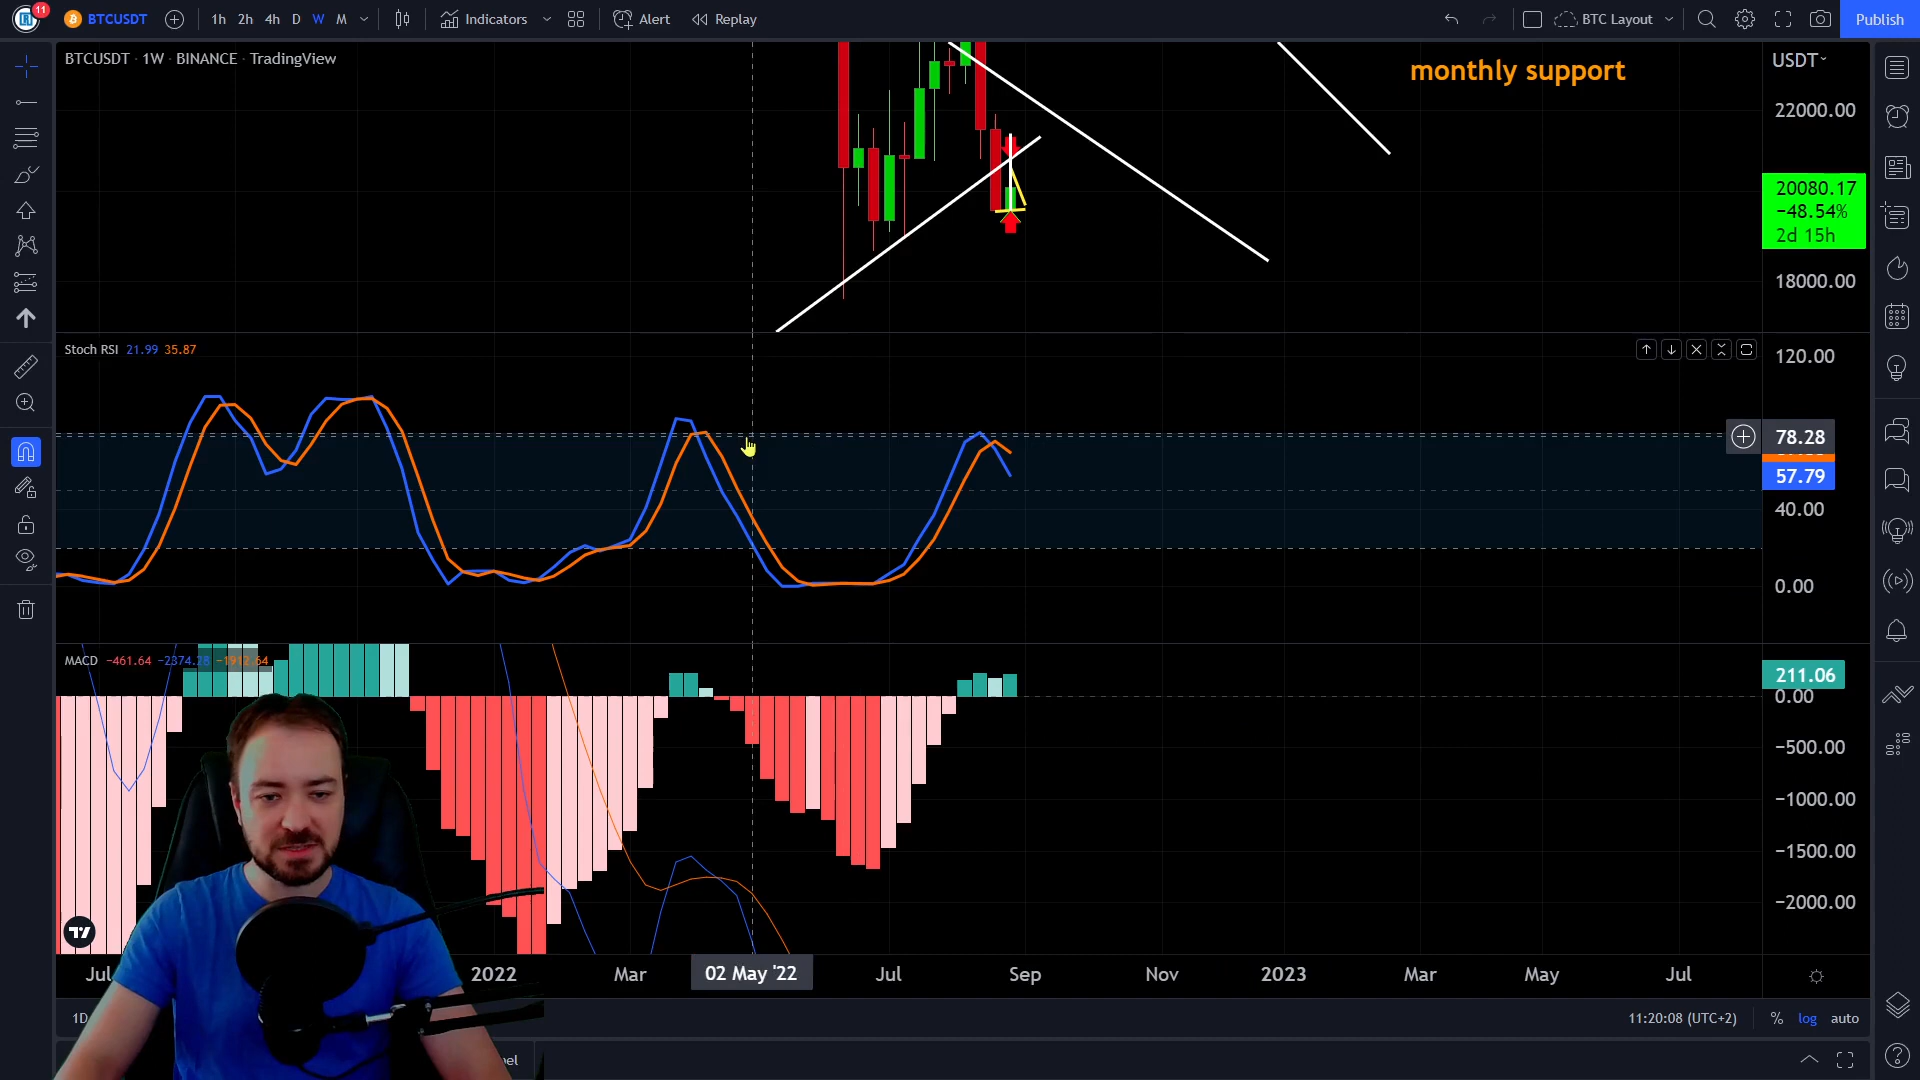 11
BTCUSDT 1h 2h 4h D W M Indicators Alert Replay BTC Layout Publish
BTCUSDT · 1W · BINANCE · TradingView
USDT
monthly support
22000.00
20080.17
−48.54%
2d 15h
18000.00
Stoch RSI 21.99 35.87
120.00
78.28
57.79
40.00
0.00
MACD −461.64 −2374.28 −1912.64
211.06
0.00
−500.00
−1000.00
−1500.00
−2000.00
Jul 2022 Mar 02 May '22 Jul Sep Nov 2023 Mar May Jul
1D 11:20:08 (UTC+2) % log auto